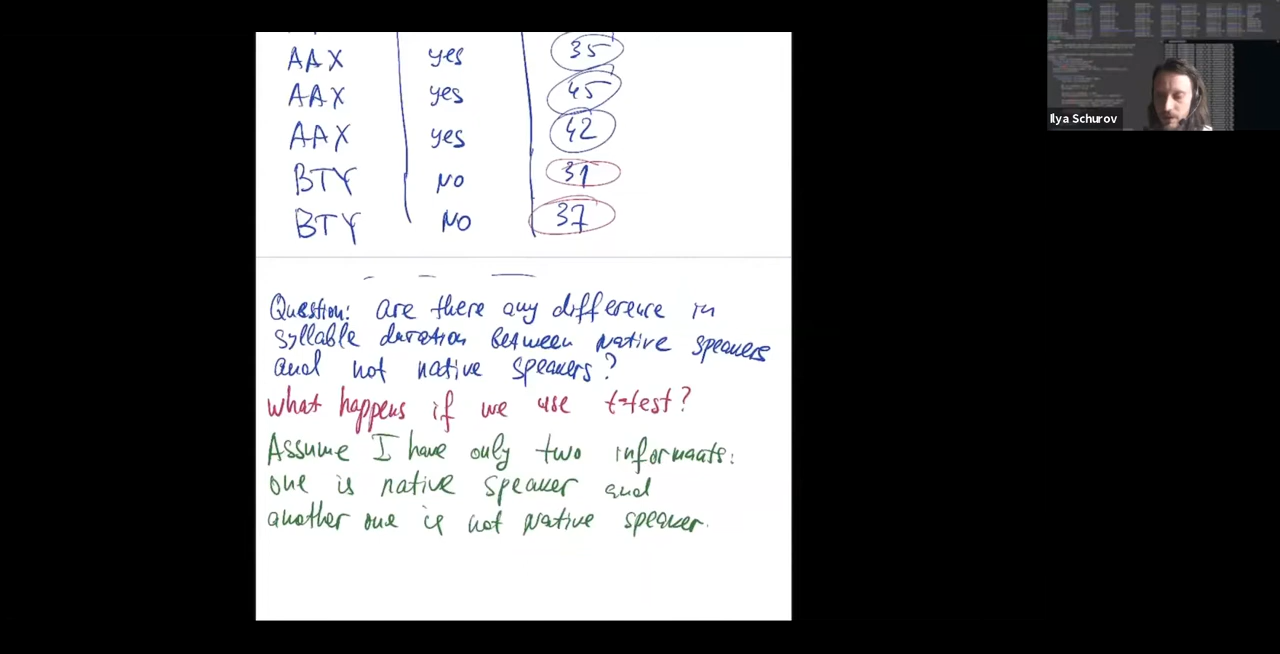 AAX yes 35
AAX yes 45
AAX yes 42
BTY NO 31
BTY NO 37
Question: are there any difference in
syllable duration between native speakers
and not native speakers?
What happens if we use t-test?
Assume I have only two informants:
one is native speaker and
another one is not native speaker.
Ilya Schurov